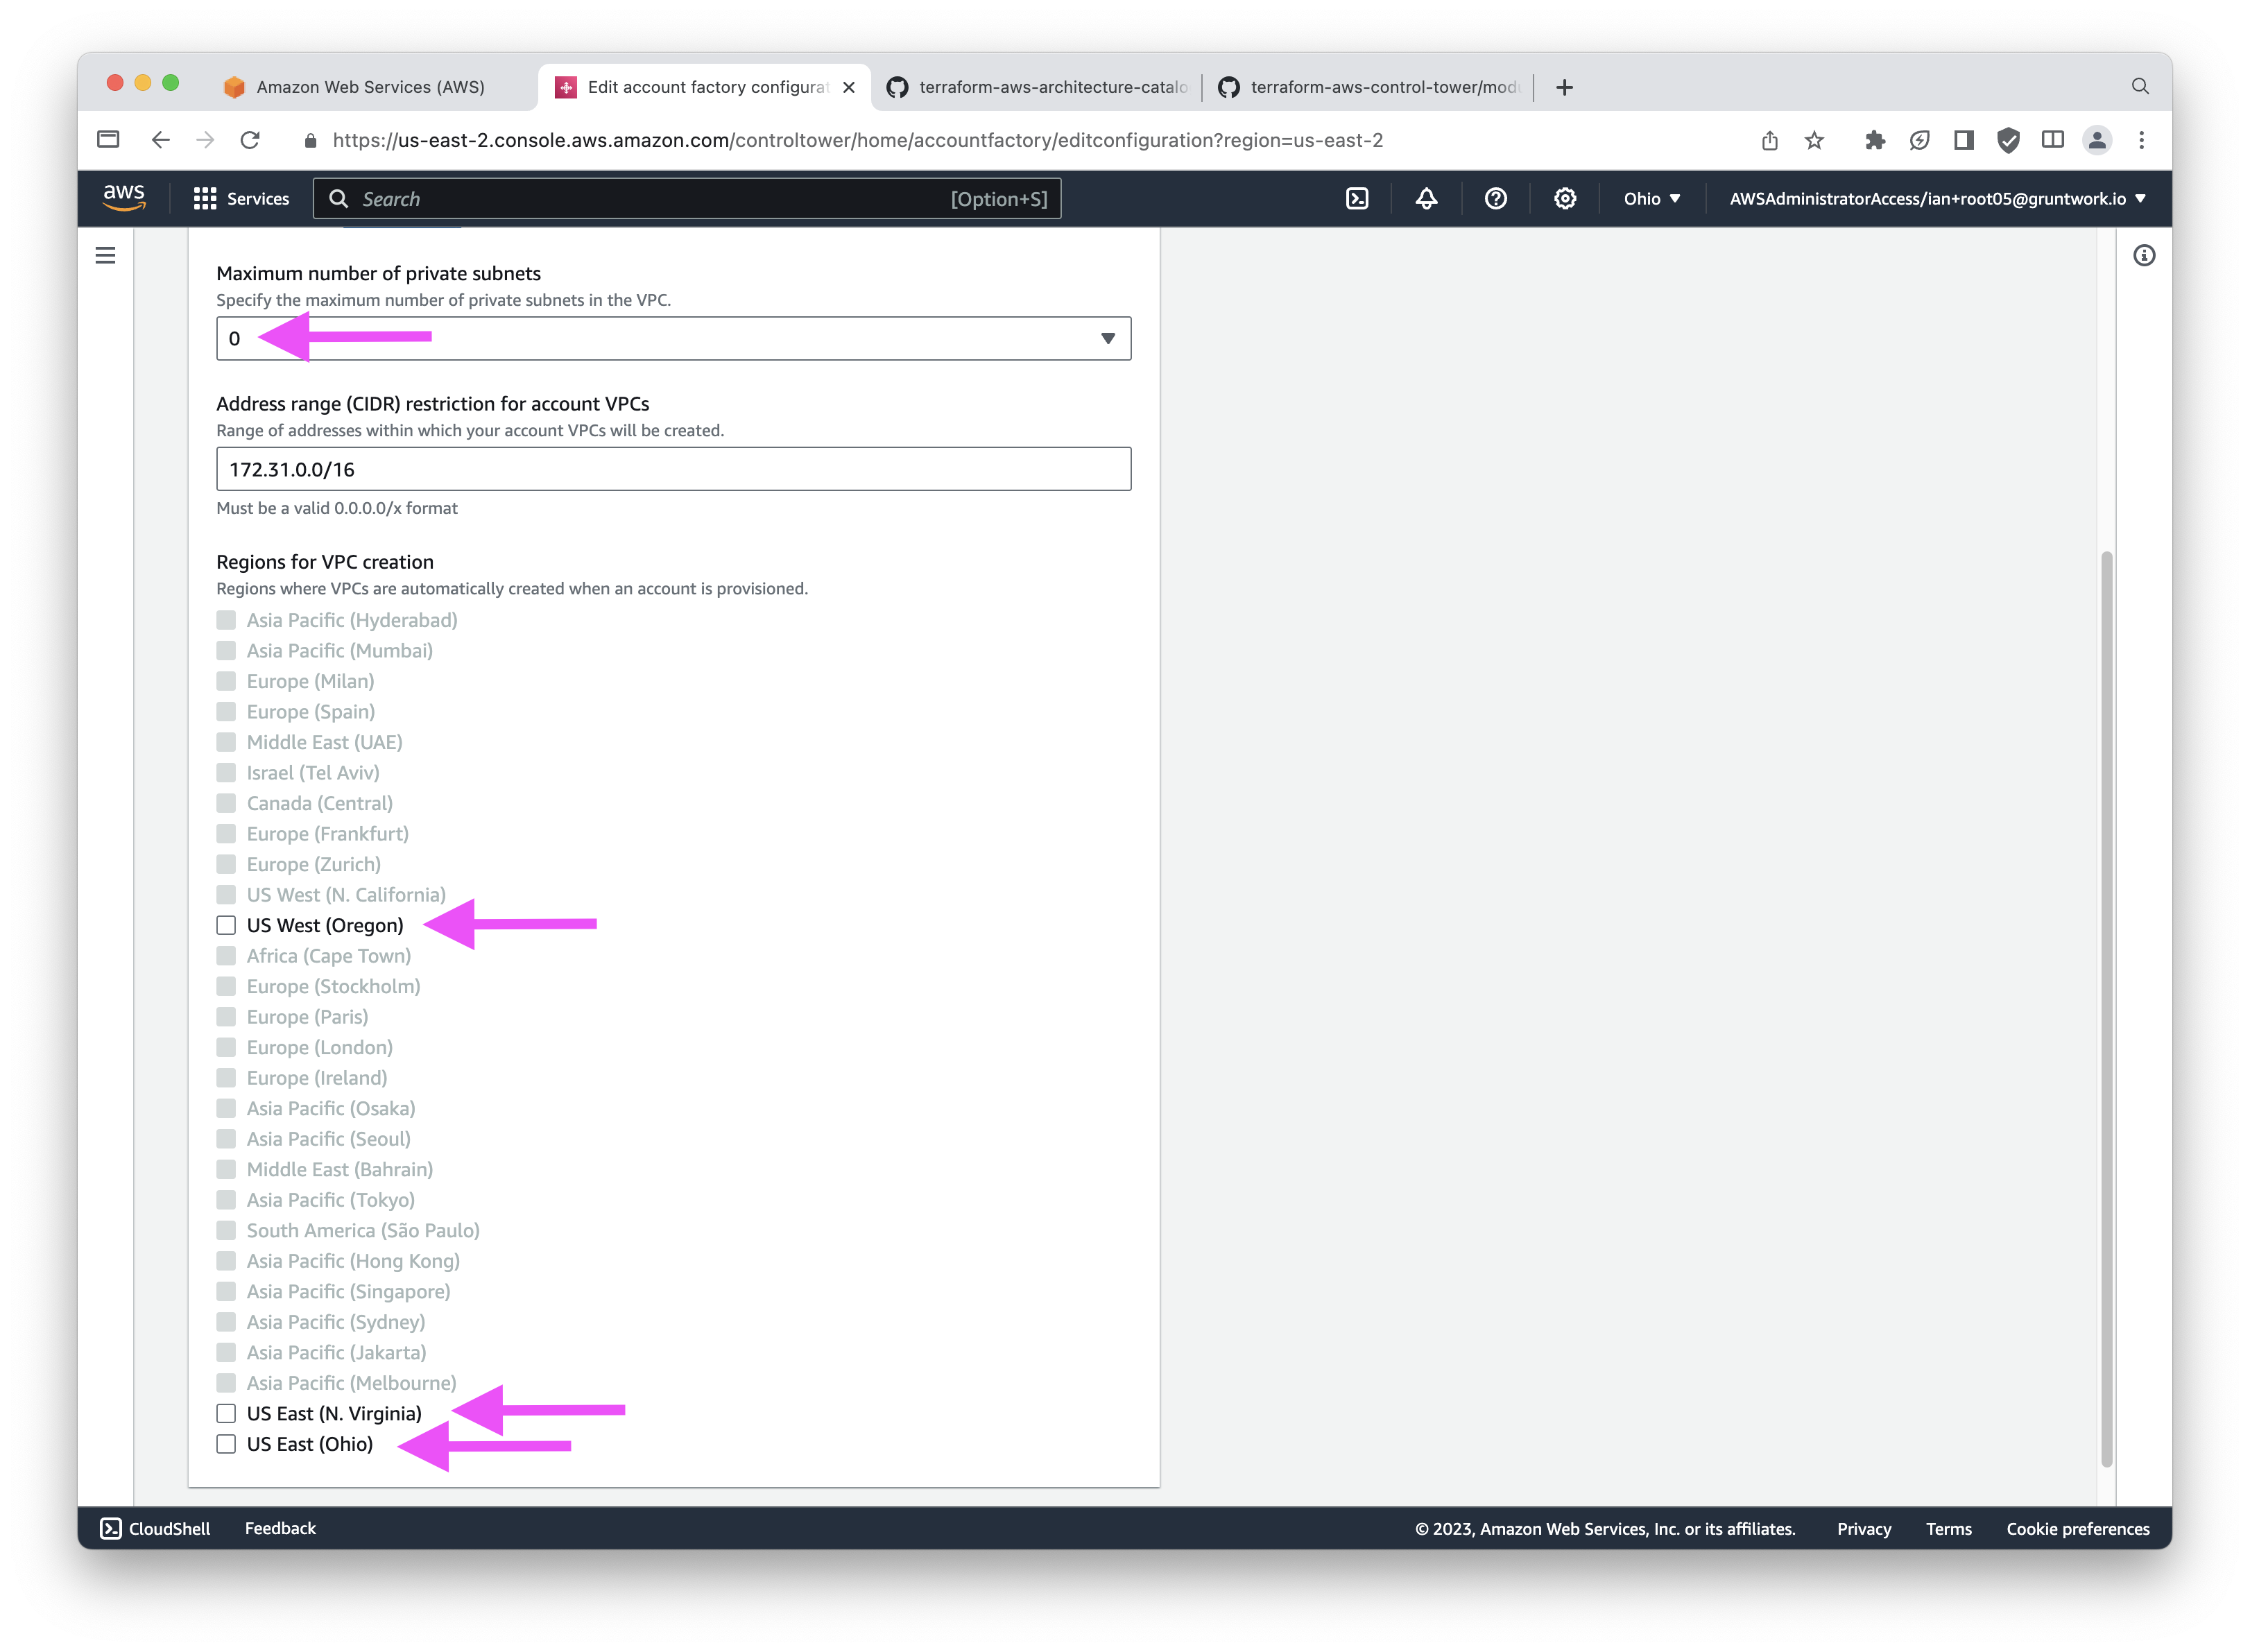 Amazon Web Services (AWS)
Edit account factory configurat
terraform-aws-architecture-catalo
terraform-aws-control-tower/modu
https://us-east-2.console.aws.amazon.com/controltower/home/accountfactory/editconfiguration?region=us-east-2
aws
Services
Search
[Option+S]
Ohio
AWSAdministratorAccess/ian+root05@gruntwork.io
Maximum number of private subnets
Specify the maximum number of private subnets in the VPC.
0
Address range (CIDR) restriction for account VPCs
Range of addresses within which your account VPCs will be created.
172.31.0.0/16
Must be a valid 0.0.0.0/x format
Regions for VPC creation
Regions where VPCs are automatically created when an account is provisioned.
Asia Pacific (Hyderabad)
Asia Pacific (Mumbai)
Europe (Milan)
Europe (Spain)
Middle East (UAE)
Israel (Tel Aviv)
Canada (Central)
Europe (Frankfurt)
Europe (Zurich)
US West (N. California)
US West (Oregon)
Africa (Cape Town)
Europe (Stockholm)
Europe (Paris)
Europe (London)
Europe (Ireland)
Asia Pacific (Osaka)
Asia Pacific (Seoul)
Middle East (Bahrain)
Asia Pacific (Tokyo)
South America (São Paulo)
Asia Pacific (Hong Kong)
Asia Pacific (Singapore)
Asia Pacific (Sydney)
Asia Pacific (Jakarta)
Asia Pacific (Melbourne)
US East (N. Virginia)
US East (Ohio)
CloudShell
Feedback
© 2023, Amazon Web Services, Inc. or its affiliates.
Privacy
Terms
Cookie preferences